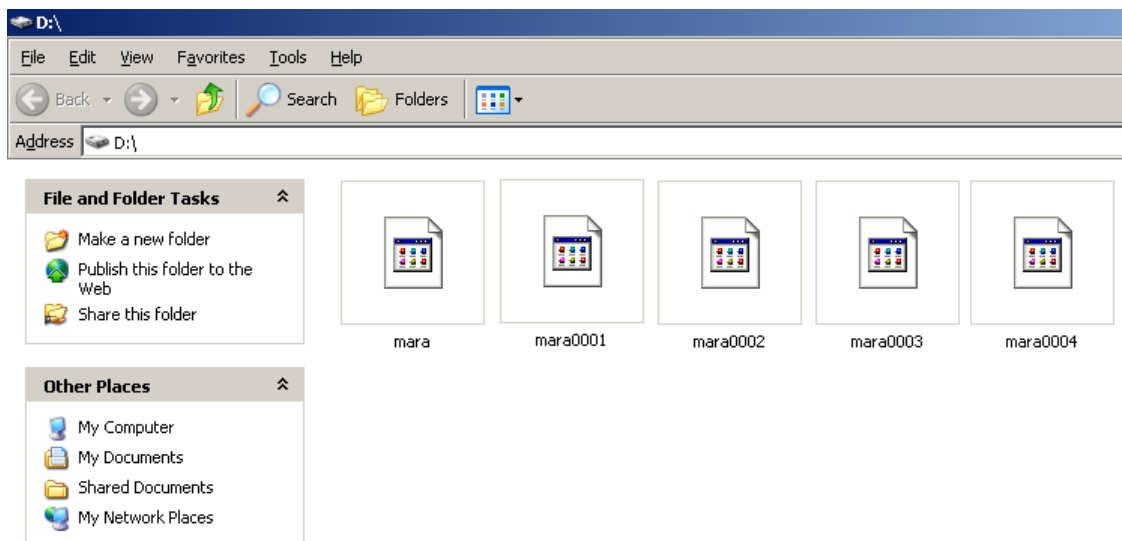 D:\
File Edit View Favorites Tools Help
Back Search Folders
Address D:\
File and Folder Tasks
Make a new folder
Publish this folder to the
Web
Share this folder
mara mara0001 mara0002 mara0003 mara0004
Other Places
My Computer
My Documents
Shared Documents
My Network Places